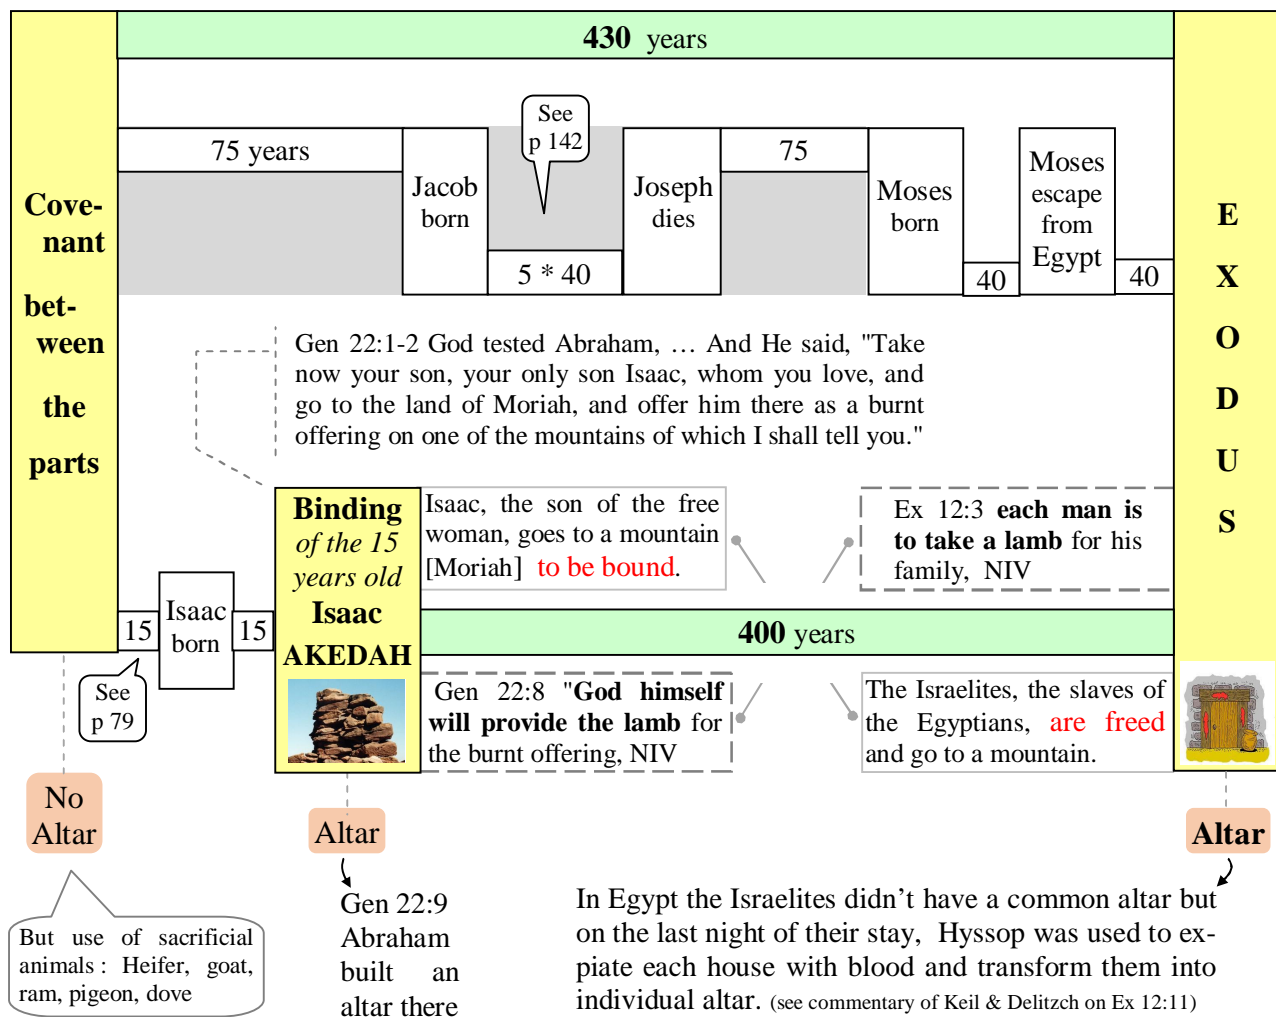 430 years
Cove-
nant
bet-
ween
the
parts
75 years
Jacob
born
See
p 142
5 * 40
Joseph
dies
75
Moses
born
40
Moses
escape
from
Egypt
40
E
X
O
D
U
S
Gen 22:1-2 God tested Abraham, … And He said, "Take
now your son, your only son Isaac, whom you love, and
go to the land of Moriah, and offer him there as a burnt
offering on one of the mountains of which I shall tell you."
15
Isaac
born
15
See
p 79
Binding
of the 15
years old
Isaac
AKEDAH
Isaac, the son of the free
woman, goes to a mountain
[Moriah] to be bound.
Ex 12:3 each man is
to take a lamb for his
family, NIV
400 years
Gen 22:8 "God himself
will provide the lamb for
the burnt offering, NIV
The Israelites, the slaves of
the Egyptians, are freed
and go to a mountain.
No
Altar
Altar
Altar
But use of sacrificial
animals : Heifer, goat,
ram, pigeon, dove
Gen 22:9
Abraham
built an
altar there
In Egypt the Israelites didn't have a common altar but
on the last night of their stay, Hyssop was used to ex-
piate each house with blood and transform them into
individual altar. (see commentary of Keil & Delitzch on Ex 12:11)